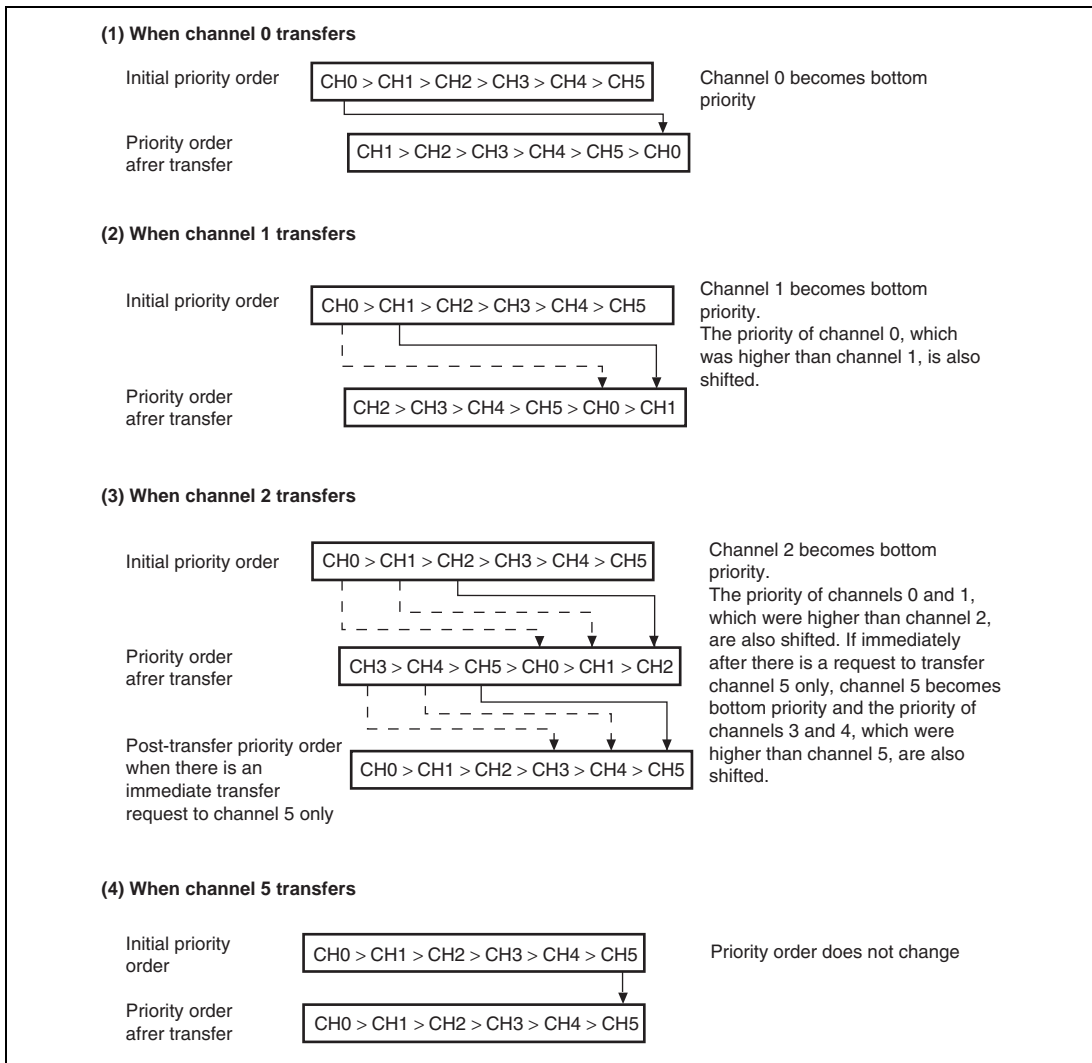 (1) When channel 0 transfers
Initial priority order
CH0 > CH1 > CH2 > CH3 > CH4 > CH5
Channel 0 becomes bottom
priority
Priority order
afrer transfer
CH1 > CH2 > CH3 > CH4 > CH5 > CH0
(2) When channel 1 transfers
Initial priority order
CH0 > CH1 > CH2 > CH3 > CH4 > CH5
Channel 1 becomes bottom
priority.
The priority of channel 0, which
was higher than channel 1, is also
shifted.
Priority order
afrer transfer
CH2 > CH3 > CH4 > CH5 > CH0 > CH1
(3) When channel 2 transfers
Initial priority order
CH0 > CH1 > CH2 > CH3 > CH4 > CH5
Channel 2 becomes bottom
priority.
The priority of channels 0 and 1,
which were higher than channel 2,
are also shifted. If immediately
after there is a request to transfer
channel 5 only, channel 5 becomes
bottom priority and the priority of
channels 3 and 4, which were
higher than channel 5, are also
shifted.
Priority order
afrer transfer
CH3 > CH4 > CH5 > CH0 > CH1 > CH2
Post-transfer priority order
when there is an
immediate transfer
request to channel 5 only
CH0 > CH1 > CH2 > CH3 > CH4 > CH5
(4) When channel 5 transfers
Initial priority
order
CH0 > CH1 > CH2 > CH3 > CH4 > CH5
Priority order does not change
Priority order
afrer transfer
CH0 > CH1 > CH2 > CH3 > CH4 > CH5